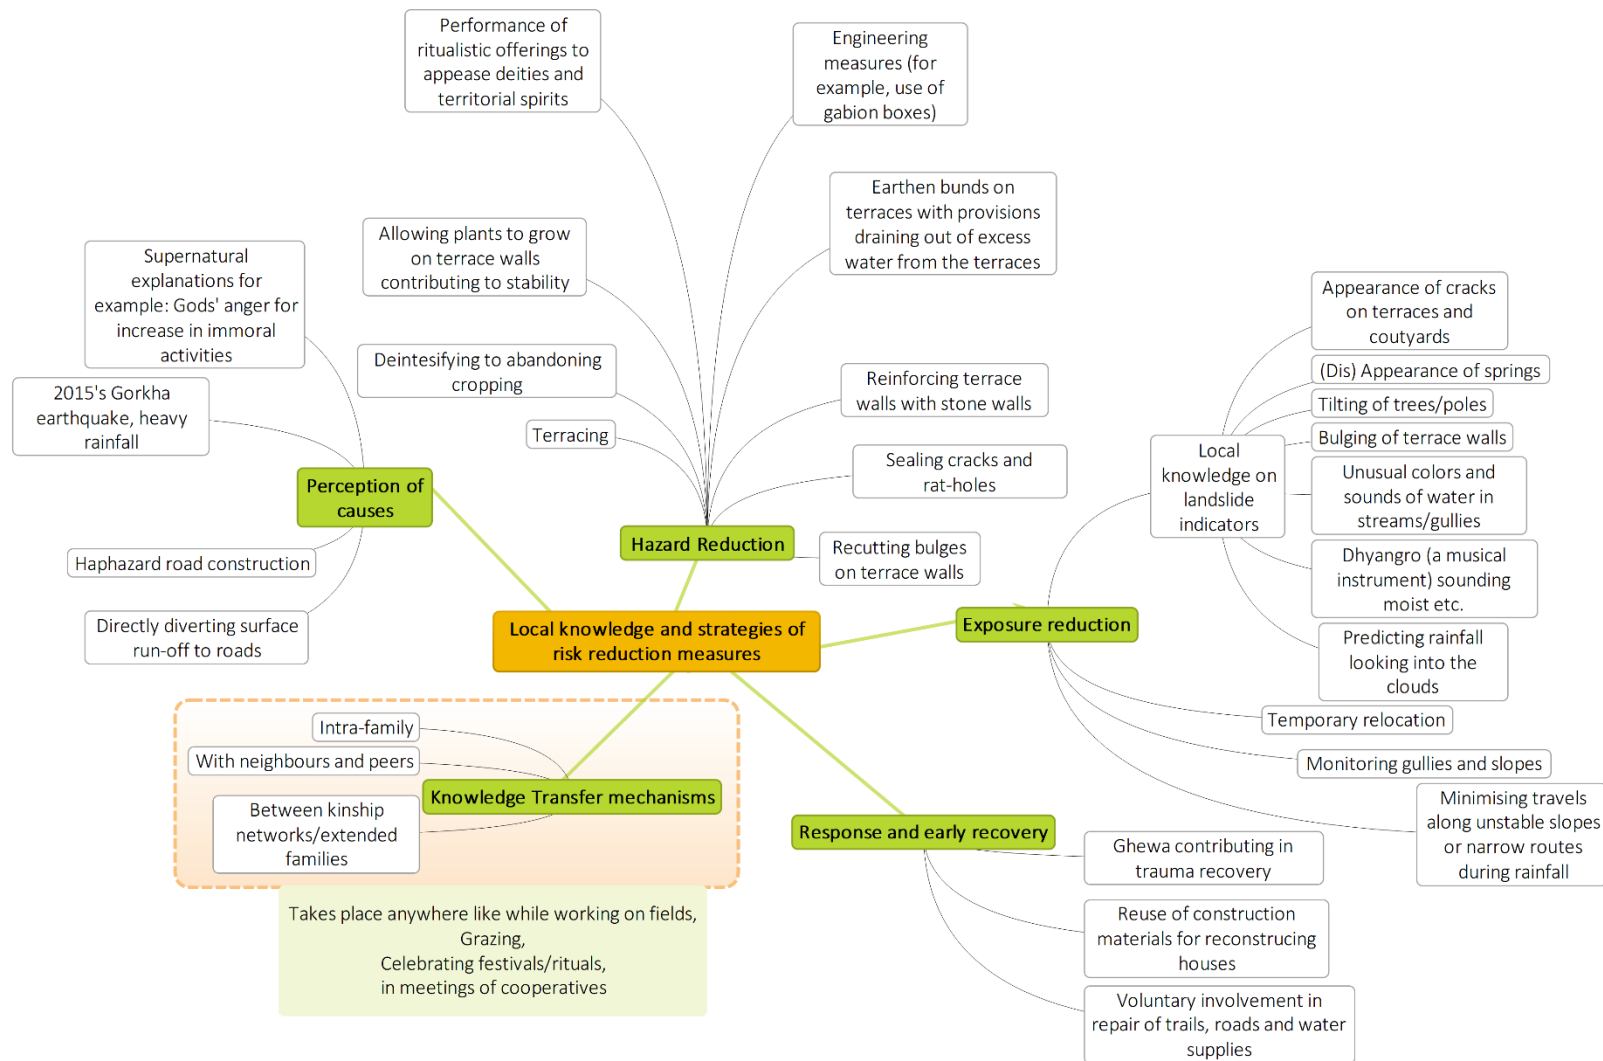 Performance of
ritualistic offerings to
appease deities and
territorial spirits
Engineering
measures (for
example, use of
gabion boxes)
Earthen bunds on
terraces with provisions
draining out of excess
water from the terraces
Allowing plants to grow
on terrace walls
contributing to stability
Supernatural
explanations for
example: Gods' anger for
increase in immoral
activities
Deintesifying to abandoning
cropping
2015's Gorkha
earthquake, heavy
rainfall
Reinforcing terrace
walls with stone walls
Terracing
Sealing cracks and
rat-holes
Perception of
causes
Hazard Reduction
Recutting bulges
on terrace walls
Haphazard road construction
Directly diverting surface
run-off to roads
Local knowledge and strategies of
risk reduction measures
Exposure reduction
Local
knowledge on
landslide
indicators
Appearance of cracks
on terraces and
coutyards
(Dis) Appearance of springs
Tilting of trees/poles
Bulging of terrace walls
Unusual colors and
sounds of water in
streams/gullies
Dhyangro (a musical
instrument) sounding
moist etc.
Predicting rainfall
looking into the
clouds
Temporary relocation
Monitoring gullies and slopes
Minimising travels
along unstable slopes
or narrow routes
during rainfall
Intra-family
With neighbours and peers
Knowledge Transfer mechanisms
Between kinship
networks/extended
families
Takes place anywhere like while working on fields,
Grazing,
Celebrating festivals/rituals,
in meetings of cooperatives
Response and early recovery
Ghewa contributing in
trauma recovery
Reuse of construction
materials for reconstrucing
houses
Voluntary involvement in
repair of trails, roads and water
supplies